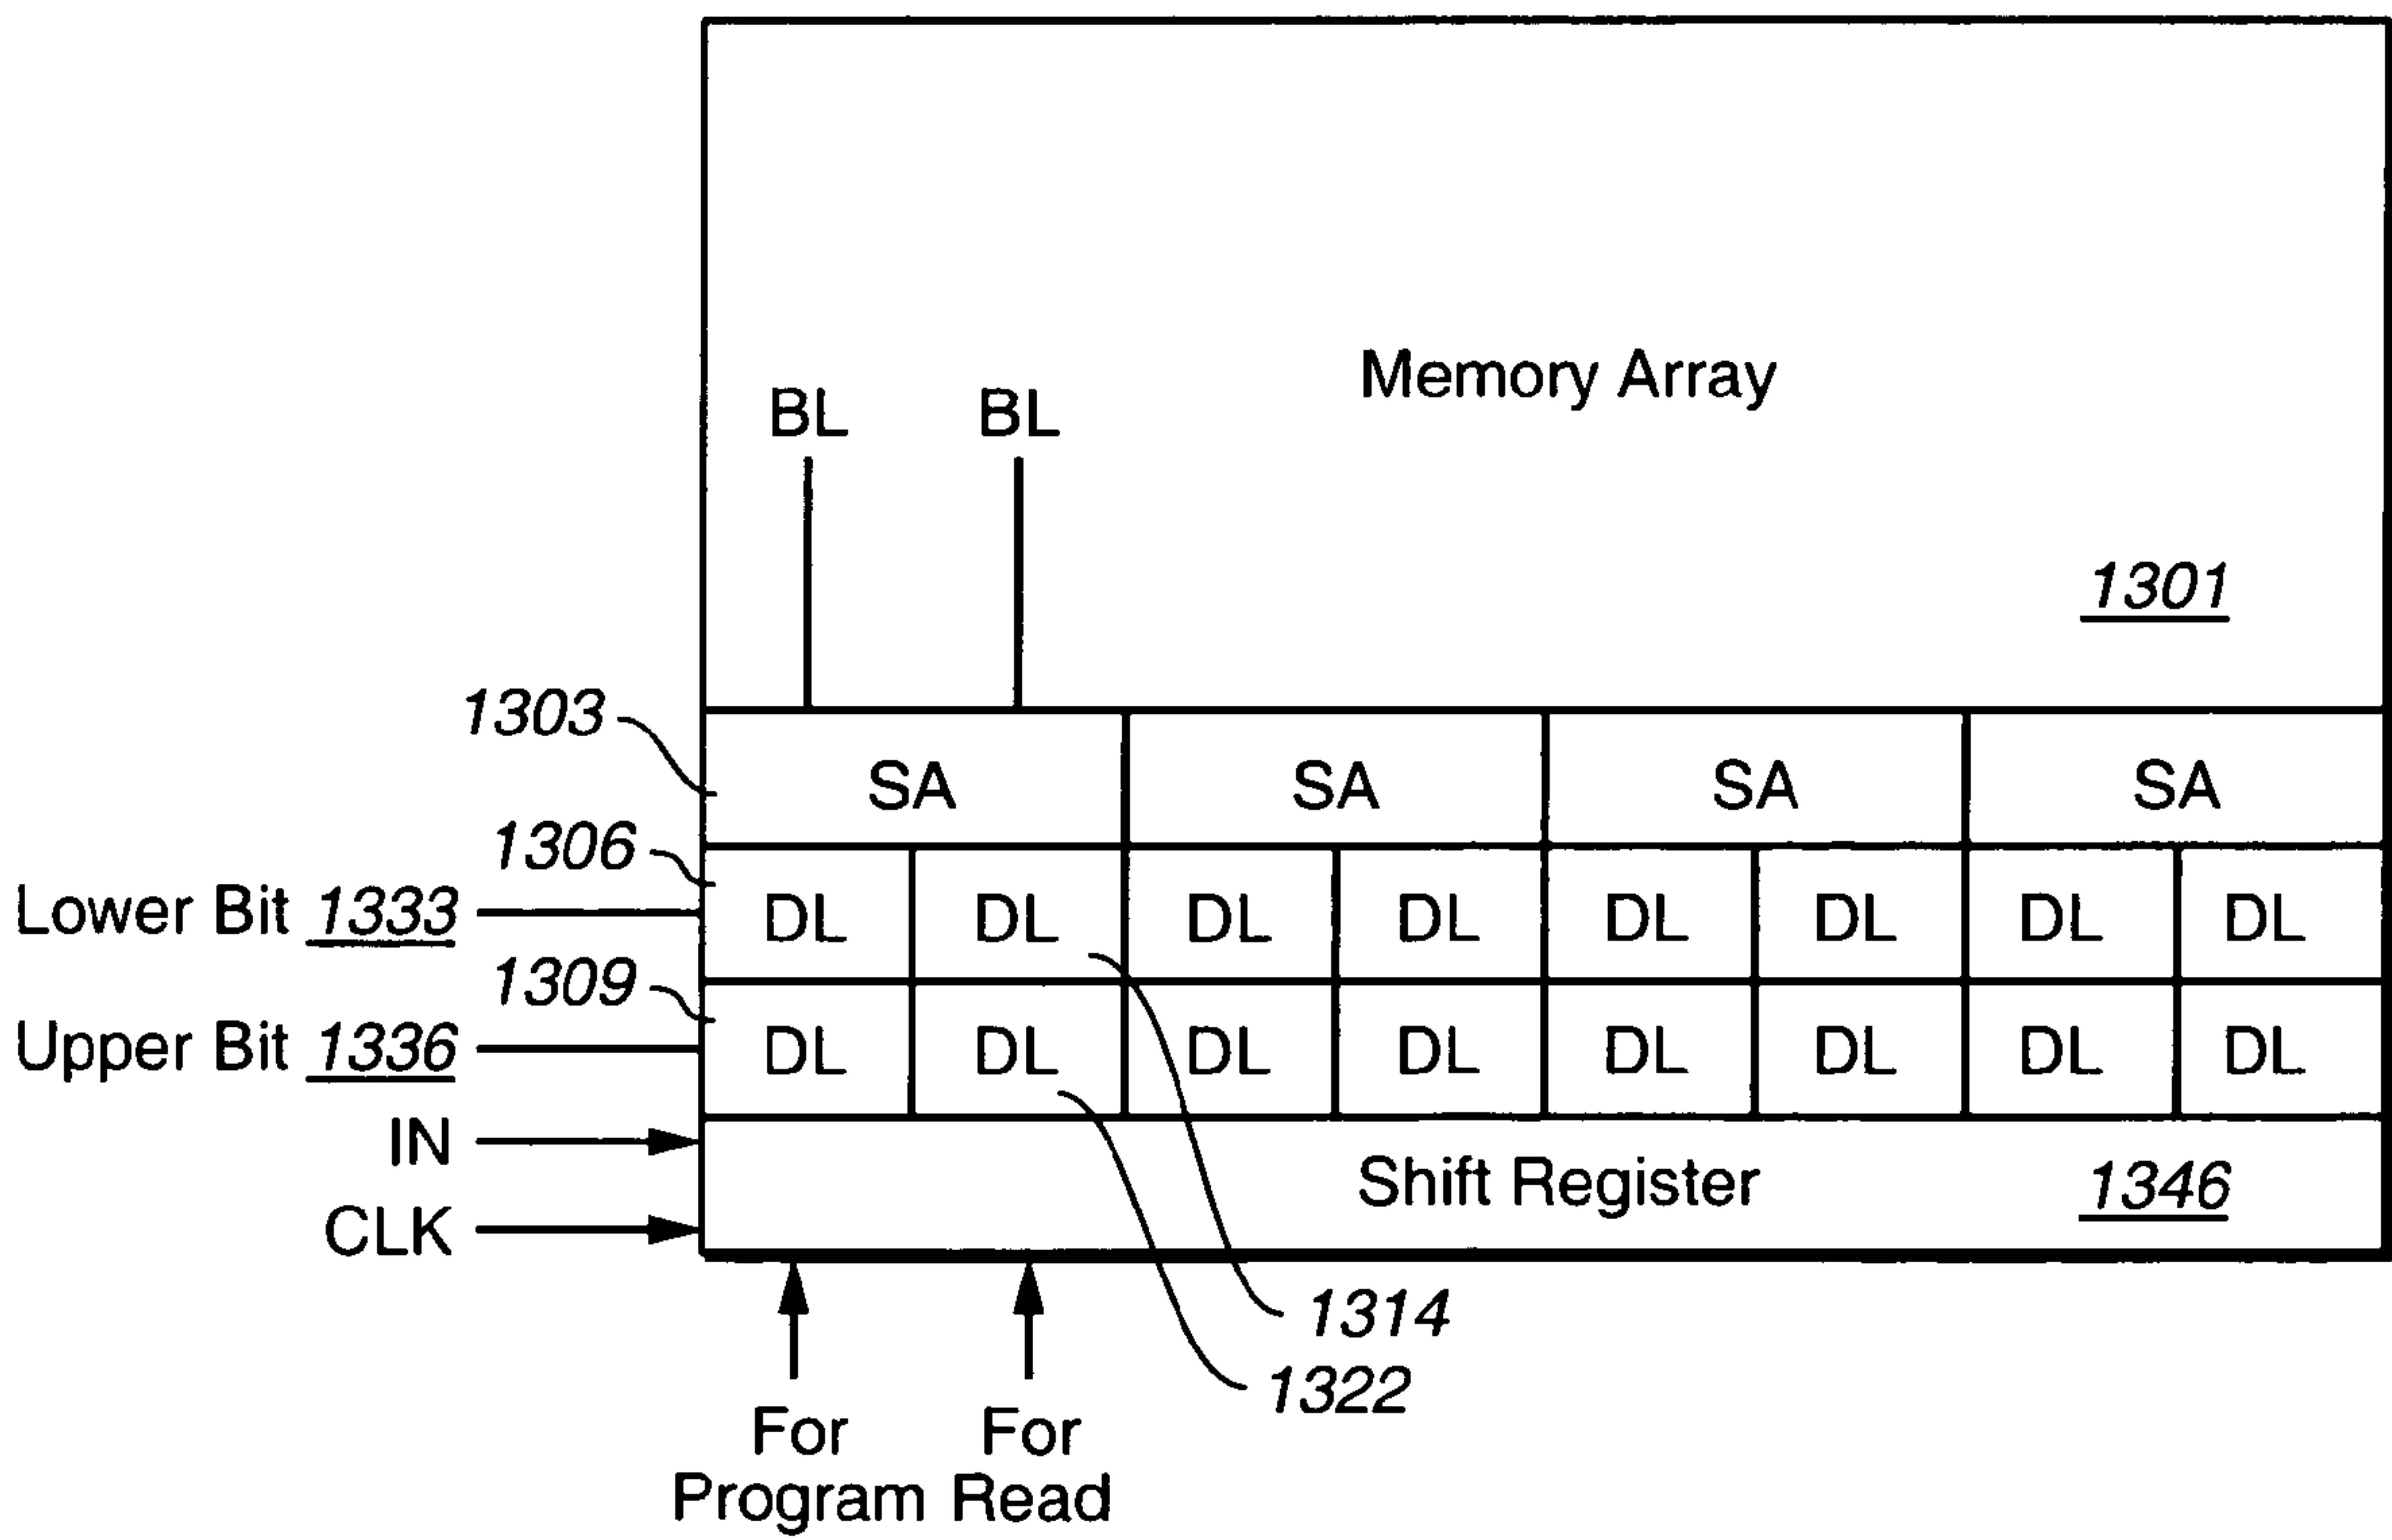 Memory Array
BL BL
1301
1303
SA SA SA SA
1306
Lower Bit 1333
DL DL DL DL DL DL DL DL
1309
Upper Bit 1336
DL DL DL DL DL DL DL DL
IN
Shift Register 1346
CLK
1314
1322
For For
Program Read